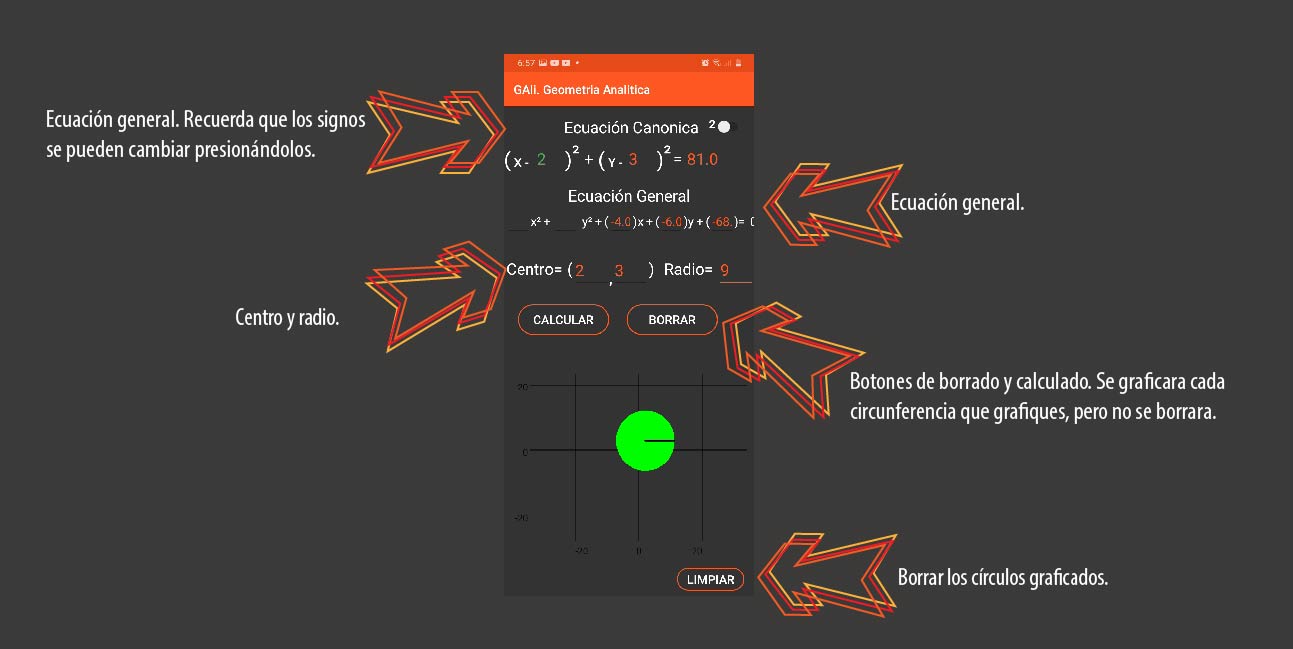 6:57
GAii. Geometria Analitica
Ecuación general. Recuerda que los signos
se pueden cambiar presionándolos.
Ecuación Canonica 2
(X - 2 )² + (Y - 3 )² = 81.0
Ecuación General
x² + y² + (-4.0)x + (-6.0)y + (-68.)= 0
Ecuación general.
Centro= (2 , 3 ) Radio= 9
Centro y radio.
CALCULAR BORRAR
Botones de borrado y calculado. Se graficara cada
circunferencia que grafiques, pero no se borrara.
20
0
-20
-20 0 20
LIMPIAR
Borrar los círculos graficados.